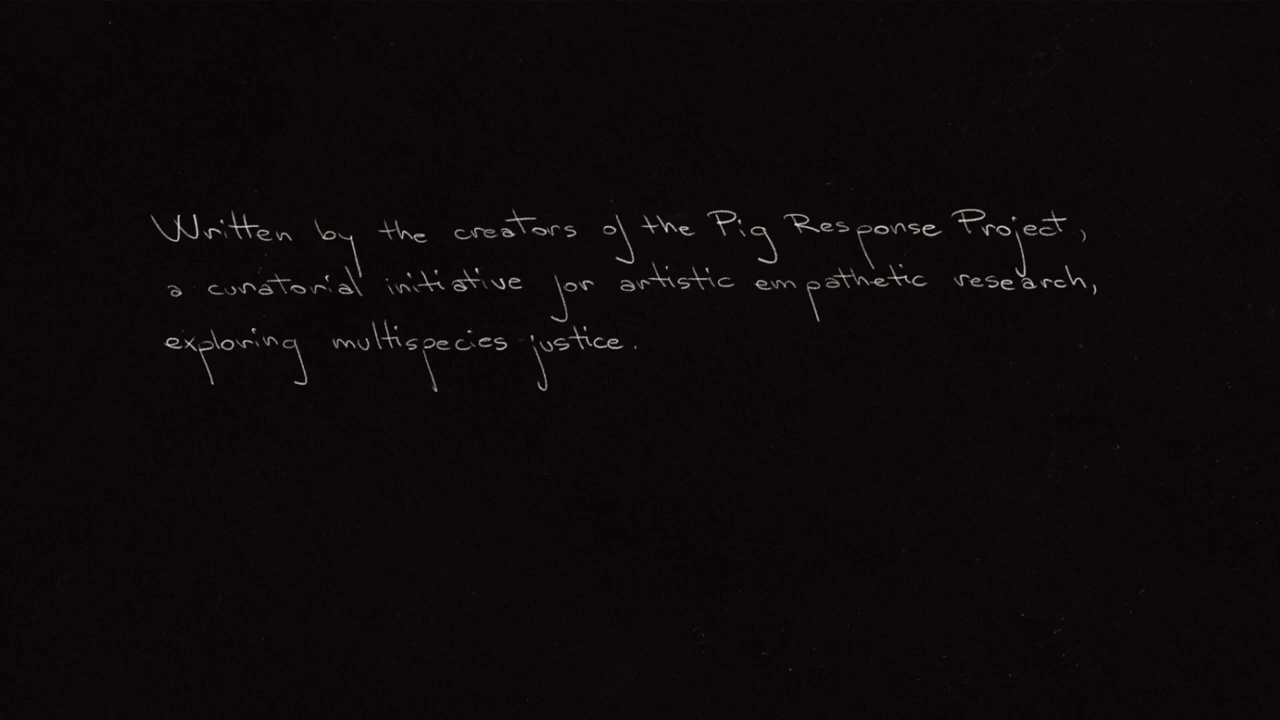 Written by the creators of the Pig Response Project,
a curatorial initiative for artistic empathetic research,
exploring multispecies justice.